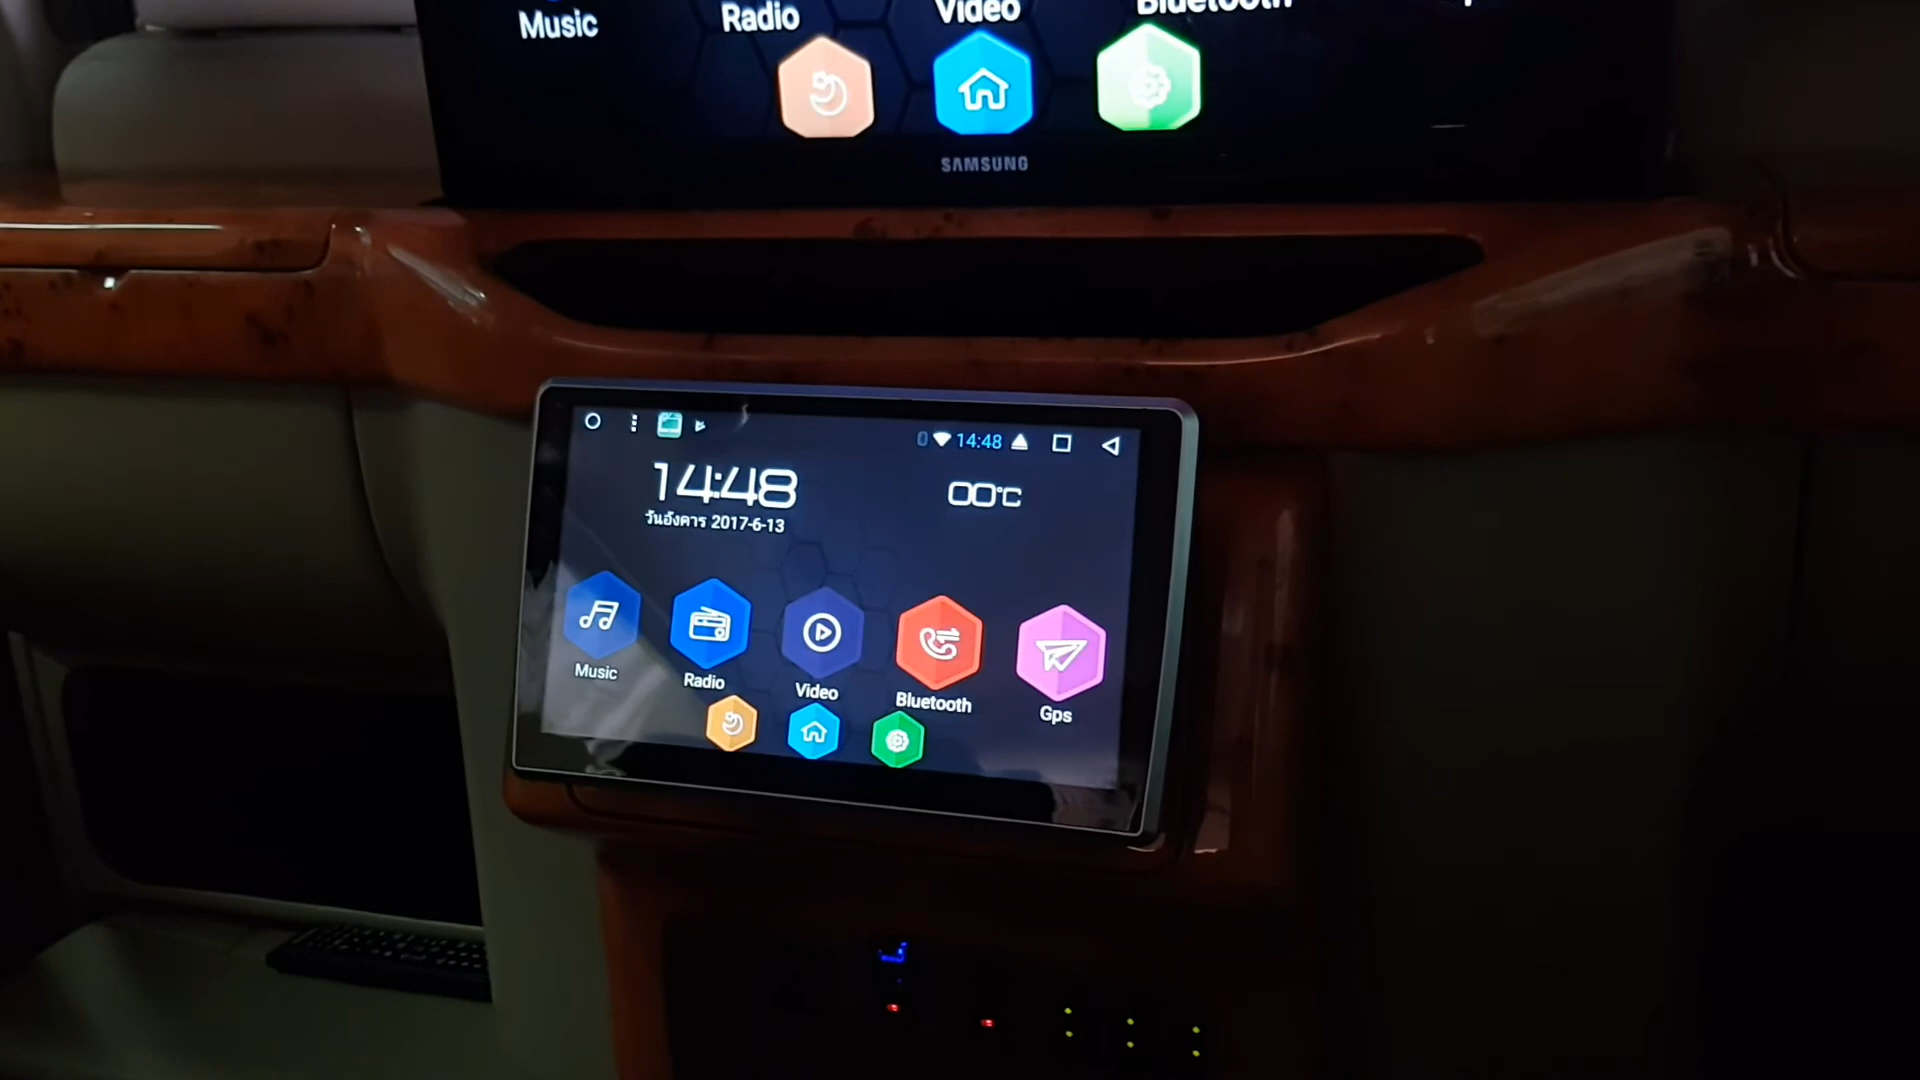 Music
Radio
Video
Bluetooth
SAMSUNG
14:48
14:48
00°C
วันอังคาร 2017-6-13
Music
Radio
Video
Bluetooth
Gps